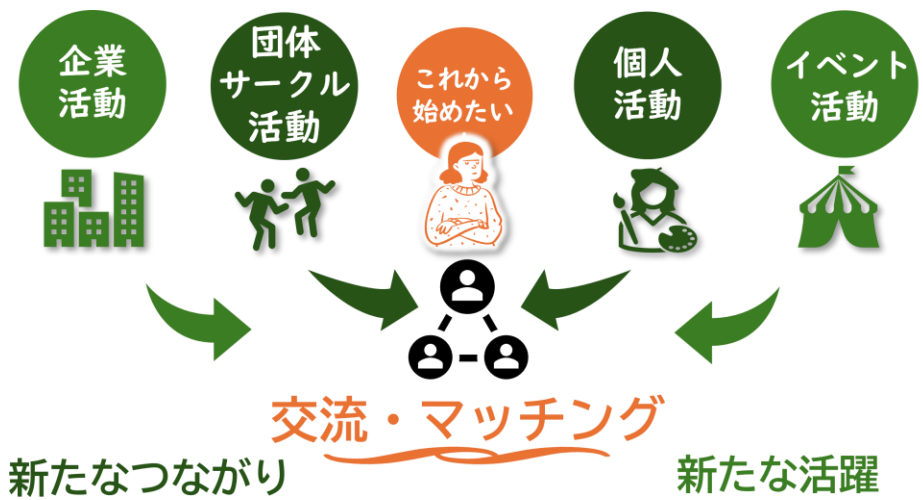 企業
活動
団体
サークル
活動
これから
始めたい
個人
活動
イベント
活動
交流・マッチング
新たなつながり
新たな活躍